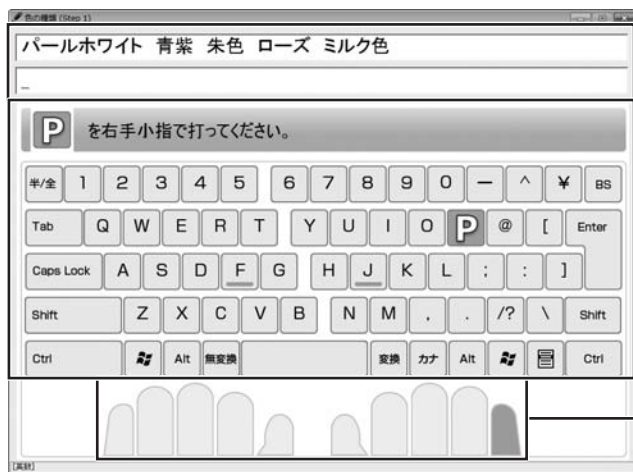 色の種類 (Step 1)
パールホワイト 青紫 朱色 ローズ ミルク色
_
P を右手小指で打ってください。
半/全 1 2 3 4 5 6 7 8 9 0 - ^ ¥ BS
Tab Q W E R T Y U I O P @ [ Enter
Caps Lock A S D F G H J K L ; : ]
Shift Z X C V B N M , . /? \ Shift
Ctrl Alt 無変換 変換 カナ Alt Ctrl
[英数]